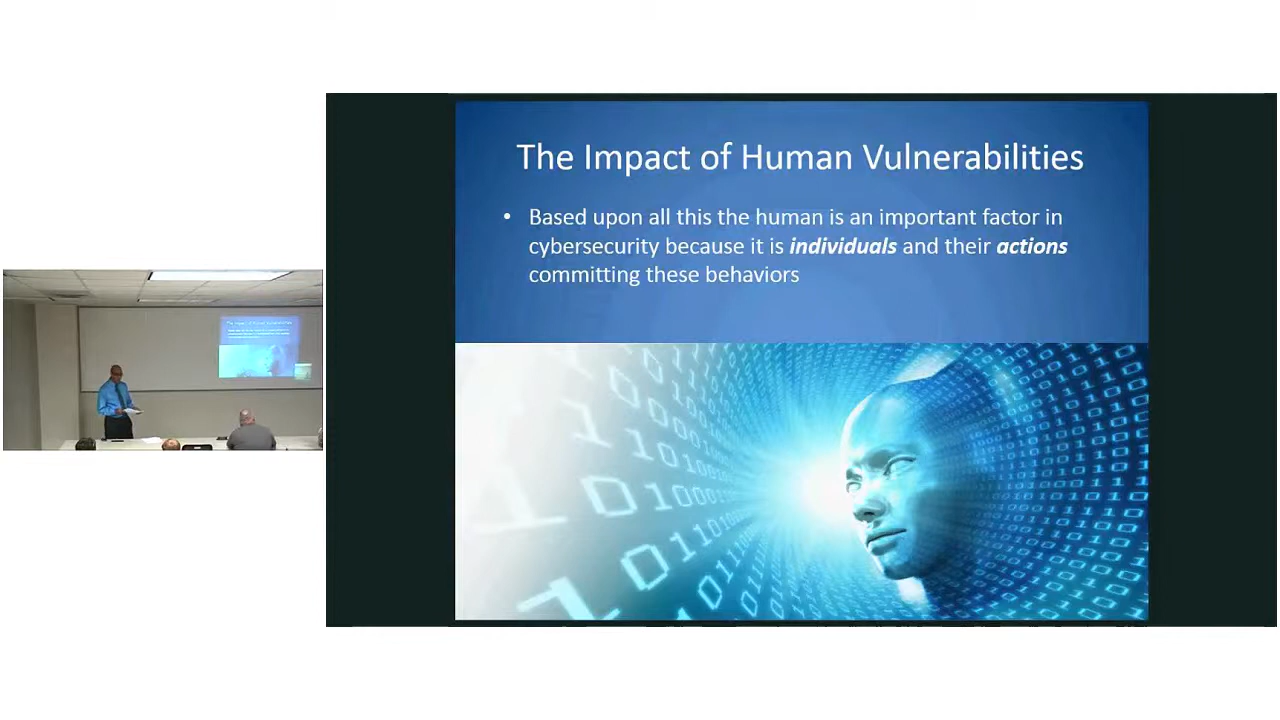 The Impact of Human Vulnerabilities
• Based upon all this the human is an important factor in
cybersecurity because it is individuals and their actions
committing these behaviors